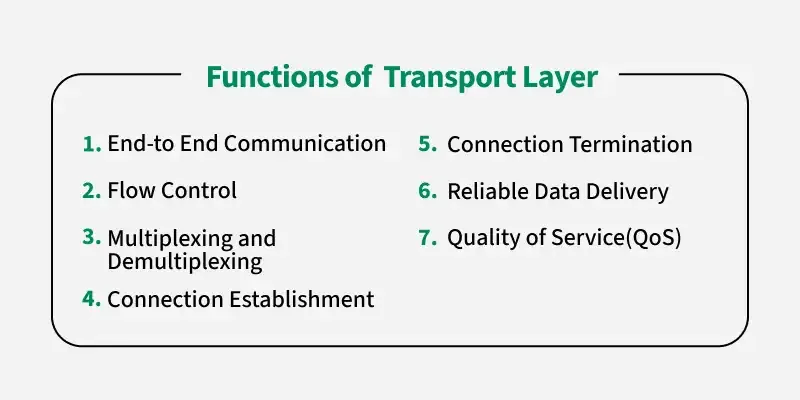 Functions of Transport Layer
1. End-to End Communication
2. Flow Control
3. Multiplexing and
Demultiplexing
4. Connection Establishment
5. Connection Termination
6. Reliable Data Delivery
7. Quality of Service(QoS)